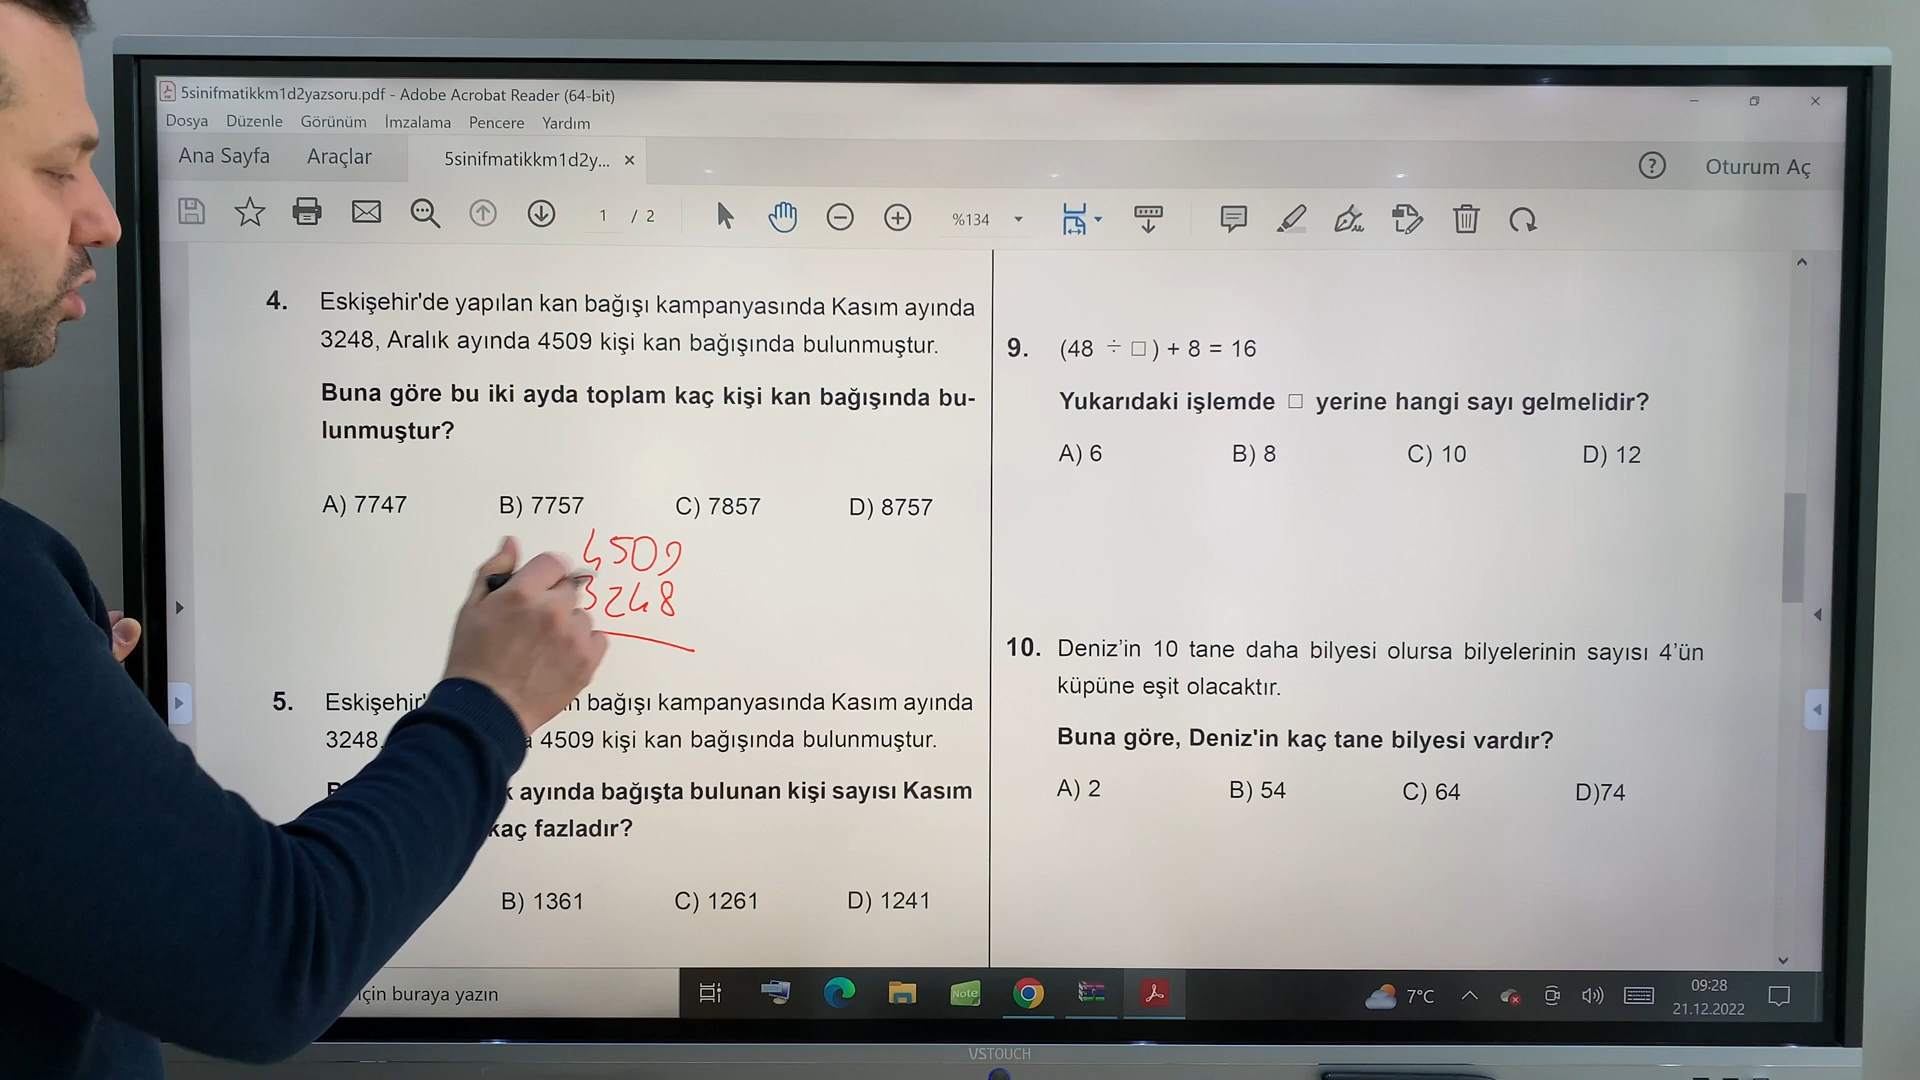 5sinifmatikkm1d2yazsoru.pdf - Adobe Acrobat Reader (64-bit)
Dosya Düzenle Görünüm İmzalama Pencere Yardım
Ana Sayfa Araçlar 5sinifmatikkm1d2y... × Oturum Aç
1 / 2 %134
4. Eskişehir'de yapılan kan bağışı kampanyasında Kasım ayında
3248, Aralık ayında 4509 kişi kan bağışında bulunmuştur.
Buna göre bu iki ayda toplam kaç kişi kan bağışında bu-
lunmuştur?
A) 7747 B) 7757 C) 7857 D) 8757
4509
3248
5. Eskişehir' bağışı kampanyasında Kasım ayında
3248, 4509 kişi kan bağışında bulunmuştur.
ayında bağışta bulunan kişi sayısı Kasım
kaç fazladır?
B) 1361 C) 1261 D) 1241
9. (48 ÷ □) + 8 = 16
Yukarıdaki işlemde □ yerine hangi sayı gelmelidir?
A) 6 B) 8 C) 10 D) 12
10. Deniz'in 10 tane daha bilyesi olursa bilyelerinin sayısı 4'ün
küpüne eşit olacaktır.
Buna göre, Deniz'in kaç tane bilyesi vardır?
A) 2 B) 54 C) 64 D)74
için buraya yazın
Note
7°C
09:28
21.12.2022
VSTOUCH